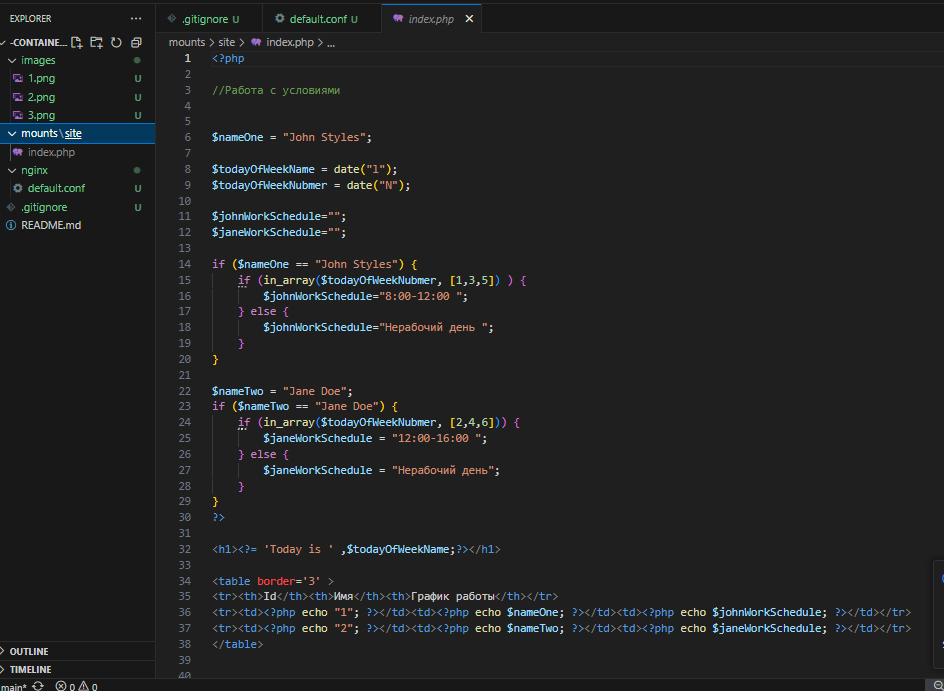 EXPLORER
-CONTAINE...
images
1.png U
2.png U
3.png U
mounts\site
index.php
nginx
default.conf U
.gitignore U
README.md
OUTLINE
TIMELINE
main* 0 0
.gitignore U default.conf U index.php
mounts > site > index.php > ...
1 <?php
2
3 //Работа с условиями
4
5
6 $nameOne = "John Styles";
7
8 $todayOfWeekName = date("l");
9 $todayOfWeekNubmer = date("N");
10
11 $johnWorkSchedule="";
12 $janeWorkSchedule="";
13
14 if ($nameOne == "John Styles") {
15 if (in_array($todayOfWeekNubmer, [1,3,5]) ) {
16 $johnWorkSchedule="8:00-12:00 ";
17 } else {
18 $johnWorkSchedule="Нерабочий день ";
19 }
20 }
21
22 $nameTwo = "Jane Doe";
23 if ($nameTwo == "Jane Doe") {
24 if (in_array($todayOfWeekNubmer, [2,4,6])) {
25 $janeWorkSchedule = "12:00-16:00 ";
26 } else {
27 $janeWorkSchedule = "Нерабочий день";
28 }
29 }
30 ?>
31
32 <h1><?= 'Today is ' ,$todayOfWeekName;?></h1>
33
34 <table border='3' >
35 <tr><th>Id</th><th>Имя</th><th>График работы</th></tr>
36 <tr><td><?php echo "1"; ?></td><td><?php echo $nameOne; ?></td><td><?php echo $johnWorkSchedule; ?></td></tr>
37 <tr><td><?php echo "2"; ?></td><td><?php echo $nameTwo; ?></td><td><?php echo $janeWorkSchedule; ?></td></tr>
38 </table>
39
40